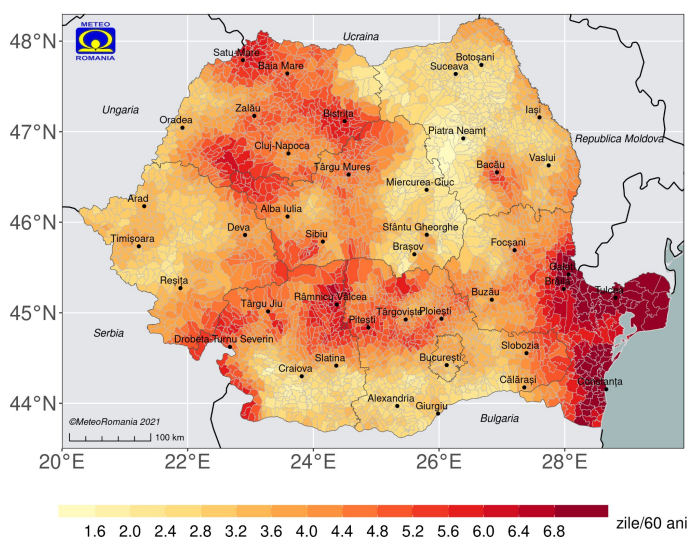 METEO
ROMANIA
48°N
47°N
46°N
45°N
44°N
Ucraina
Ungaria
Republica Moldova
Serbia
Bulgaria
Satu-Mare
Baia Mare
Botoșani
Suceava
Zalău
Bistrița
Iași
Oradea
Piatra Neamț
Cluj-Napoca
Bacău
Vaslui
Târgu Mureș
Miercurea-Ciuc
Arad
Alba Iulia
Deva
Sibiu
Sfântu Gheorghe
Timișoara
Brașov
Focșani
Reșița
Râmnicu-Vâlcea
Buzău
Târgu Jiu
Târgoviște
Ploiești
Pitești
Drobeta-Turnu Severin
Slobozia
Slatina
București
Craiova
Călărași
Constanța
Alexandria
Giurgiu
©MeteoRomania 2021
100 km
20°E
22°E
24°E
26°E
28°E
1.6 2.0 2.4 2.8 3.2 3.6 4.0 4.4 4.8 5.2 5.6 6.0 6.4 6.8
zile/60 ani